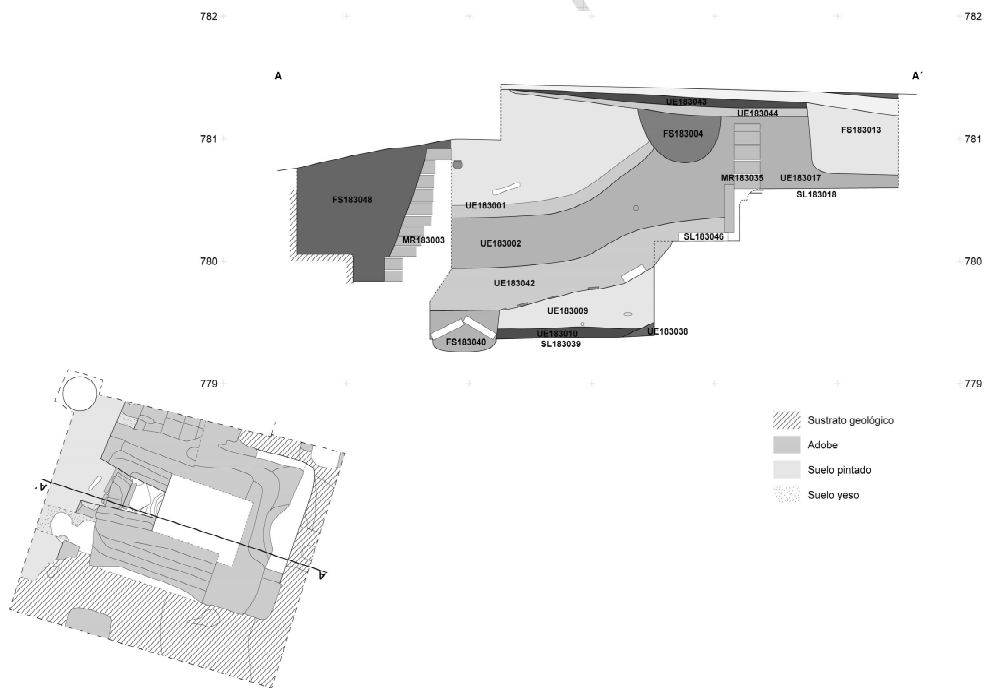 782 782
A A´
UE183043
UE183044
781 FS183004 FS183013 781
MR183035 UE183017
SL183018
FS183048
UE183001
MR183003 UE183002 SL183046
780 780
UE183042
UE183009
UE183010 UE183038
FS183040 SL183039
779 779
Sustrato geológico
Adobe
Suelo pintado
Suelo yeso
A´
A